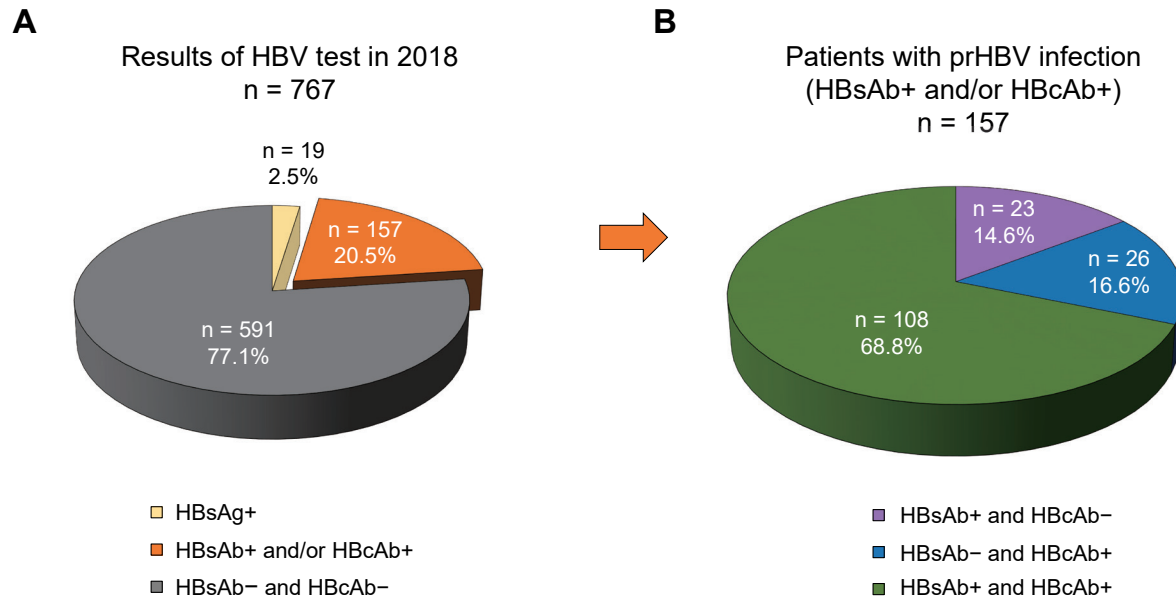 A
Results of HBV test in 2018
n = 767
n = 19
2.5%
n = 157
20.5%
n = 591
77.1%
HBsAg+
HBsAb+ and/or HBcAb+
HBsAb− and HBcAb−
B
Patients with prHBV infection
(HBsAb+ and/or HBcAb+)
n = 157
n = 23
14.6%
n = 26
16.6%
n = 108
68.8%
HBsAb+ and HBcAb−
HBsAb− and HBcAb+
HBsAb+ and HBcAb+